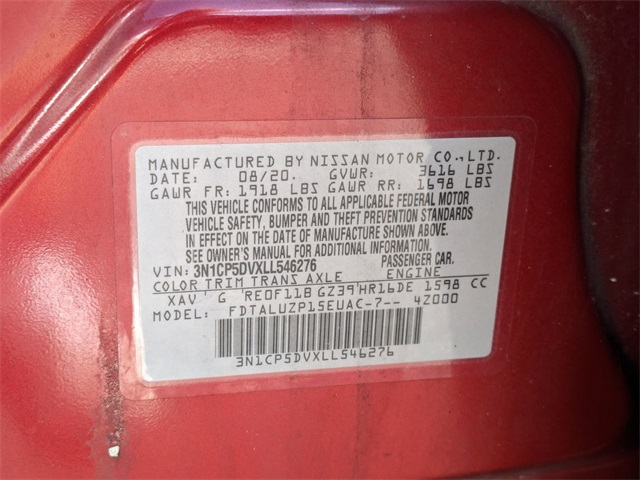 MANUFACTURED BY NISSAN MOTOR CO.,LTD.
DATE: 08/20. GVWR: 3616 LBS
GAWR FR: 1918 LBS GAWR RR: 1698 LBS
THIS VEHICLE CONFORMS TO ALL APPLICABLE FEDERAL MOTOR
VEHICLE SAFETY, BUMPER AND THEFT PREVENTION STANDARDS
IN EFFECT ON THE DATE OF MANUFACTURE SHOWN ABOVE.
SEE OWNER'S MANUAL FOR ADDITIONAL INFORMATION.
VIN: 3N1CP5DVXLL546276 PASSENGER CAR.
COLOR TRIM TRANS AXLE ENGINE
XAV G RE0F11B GZ39 HR16DE 1598 CC
MODEL: FDTALUZP15EUAC-7-- 4Z000
3N1CP5DVXLL546276